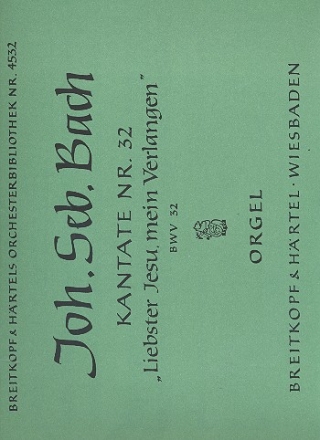 BREITKOPF & HÄRTELS ORCHESTERBIBLIOTHEK NR. 4532
Joh. Seb. Bach
KANTATE NR. 32
„Liebster Jesu, mein Verlangen"
BWV 32
ORGEL
BREITKOPF & HÄRTEL · WIESBADEN